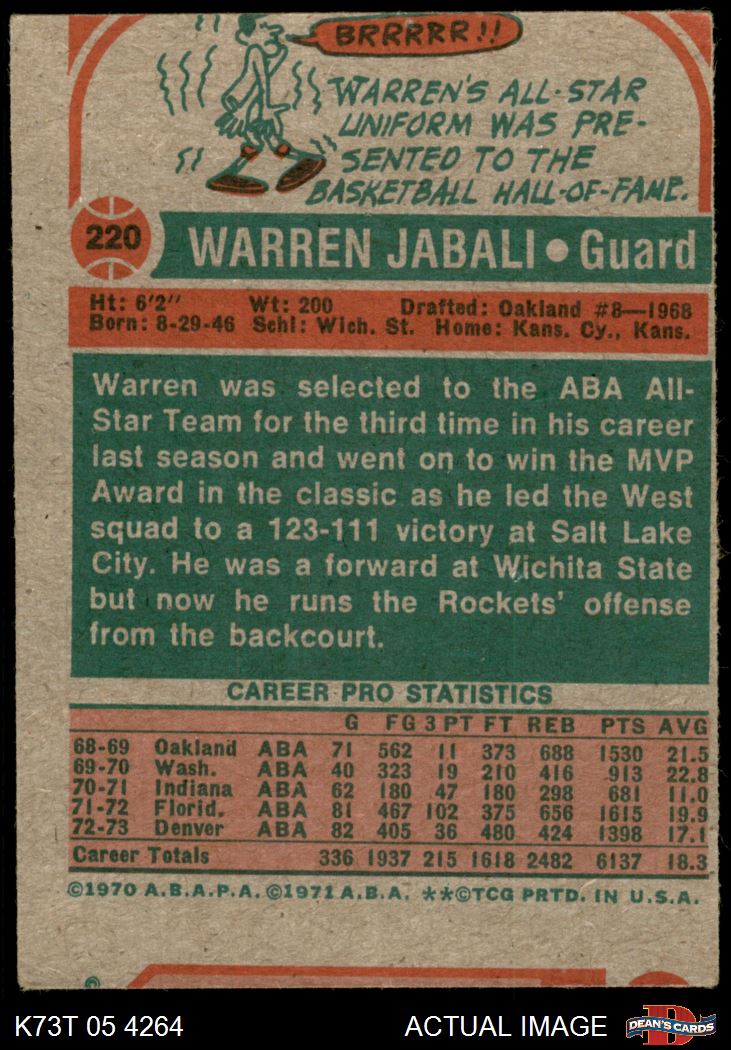 BRRRRR!!
WARREN'S ALL-STAR
UNIFORM WAS PRE-
SENTED TO THE
BASKETBALL HALL-OF-FAME.
220 WARREN JABALI • Guard
Ht: 6'2" Wt: 200 Drafted: Oakland #8—1968
Born: 8-29-46 Schl: Wich. St. Home: Kans. Cy., Kans.
Warren was selected to the ABA All-
Star Team for the third time in his career
last season and went on to win the MVP
Award in the classic as he led the West
squad to a 123-111 victory at Salt Lake
City. He was a forward at Wichita State
but now he runs the Rockets' offense
from the backcourt.
CAREER PRO STATISTICS
G FG 3 PT FT REB PTS AVG
68-69 Oakland ABA 71 562 11 373 688 1530 21.5
69-70 Wash. ABA 40 323 19 210 416 913 22.8
70-71 Indiana ABA 62 180 47 180 298 681 11.0
71-72 Florid. ABA 81 467 102 375 656 1615 19.9
72-73 Denver ABA 82 405 36 480 424 1398 17.1
Career Totals 336 1937 215 1618 2482 6137 18.3
©1970 A.B.A.P.A. ©1971 A.B.A. **©TCG PRTD. IN U.S.A.
©
K73T 05 4264 ACTUAL IMAGE DEAN'S CARDS